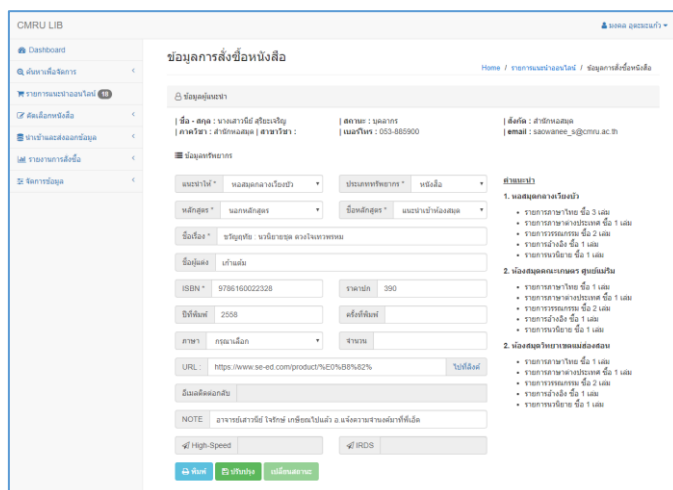 CMRU LIB
มงคล อุดมะแก้ว
Dashboard
ค้นหาเพื่อจัดการ
รายการแนะนำออนไลน์ 10
คัดเลือกหนังสือ
นำเข้าและส่งออกข้อมูล
รายงานการสั่งซื้อ
จัดการข้อมูล
ข้อมูลการสั่งซื้อหนังสือ
Home / รายการแนะนำออนไลน์ / ข้อมูลการสั่งซื้อหนังสือ
ข้อมูลผู้แนะนำ
| ชื่อ - สกุล : นางเสาวนีย์ | สถานะ : บุคลากร | สังกัด : สำนักหอสมุด
| ภาควิชา : สำนักหอสมุด | สาขาวิชา : | เบอร์โทร : 053-885900 | email : saowanee_s@cmru.ac.th
ข้อมูลทรัพยากร
แนะนำให้ * หอสมุดกลางเวียงบัว ประเภททรัพยากร * หนังสือ
หลักสูตร * นอกหลักสูตร ชื่อหลักสูตร * แนะนำเข้าห้องสมุด
ชื่อเรื่อง * ขวัญฤทัย : นวนิยายชุด ดวงใจเทวพรหม
ชื่อผู้แต่ง เก้าแต้ม
ISBN * 9786160022328 ราคาปก 390
ปีที่พิมพ์ 2558 ครั้งที่พิมพ์
ภาษา กรุณาเลือก จำนวน
URL : https://www.se-ed.com/product/%E0%B8%82% ไปที่ลิงค์
อีเมลติดต่อกลับ
NOTE อาจารย์เสาวนีย์ ใจรักษ์ เกษียณไปแล้ว อ.แจ้งความจำนงค์มาที่พี่เอ็ด
High-Speed IRDS
พิมพ์ ปรับปรุง เปลี่ยนสถานะ
คำแนะนำ
1. หอสมุดกลางเวียงบัว
รายการภาษาไทย ซื้อ 3 เล่ม
รายการภาษาต่างประเทศ ซื้อ 1 เล่ม
รายการวรรณกรรม ซื้อ 2 เล่ม
รายการอ้างอิง ซื้อ 1 เล่ม
รายการนวนิยาย ซื้อ 1 เล่ม
2. ห้องสมุดคณะเกษตร ศูนย์แม่ริม
รายการภาษาไทย ซื้อ 1 เล่ม
รายการภาษาต่างประเทศ ซื้อ 1 เล่ม
รายการวรรณกรรม ซื้อ 2 เล่ม
รายการอ้างอิง ซื้อ 1 เล่ม
รายการนวนิยาย ซื้อ 1 เล่ม
2. ห้องสมุดวิทยาเขตแม่ฮ่องสอน
รายการภาษาไทย ซื้อ 1 เล่ม
รายการภาษาต่างประเทศ ซื้อ 1 เล่ม
รายการวรรณกรรม ซื้อ 2 เล่ม
รายการอ้างอิง ซื้อ 1 เล่ม
รายการนวนิยาย ซื้อ 1 เล่ม